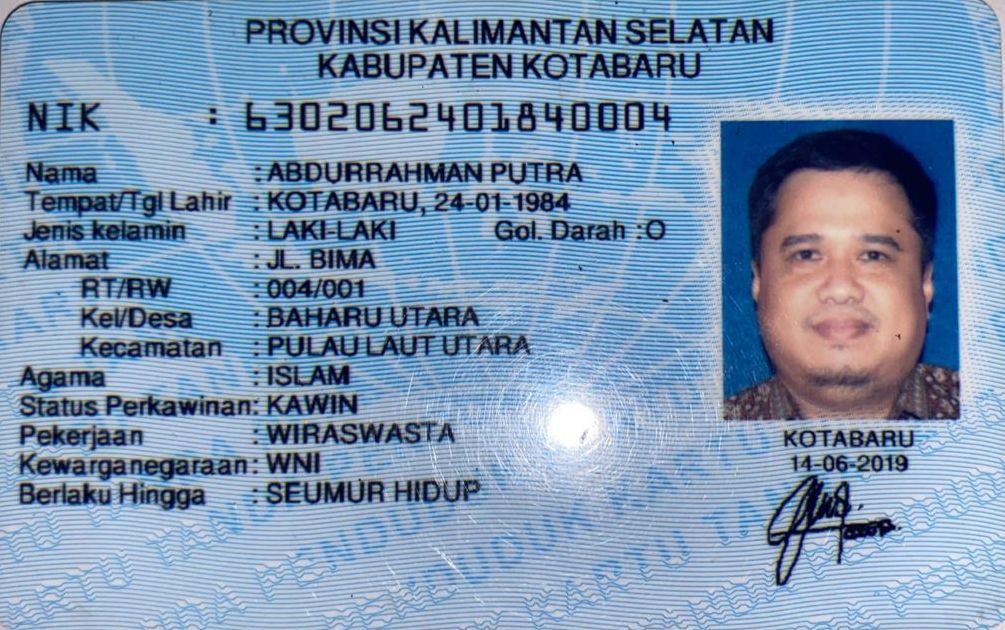 PROVINSI KALIMANTAN SELATAN
KABUPATEN KOTABARU
NIK : 6302062401840004
Nama : ABDURRAHMAN PUTRA
Tempat/Tgl Lahir : KOTABARU, 24-01-1984
Jenis kelamin : LAKI-LAKI Gol. Darah : O
Alamat : JL. BIMA
RT/RW : 004/001
Kel/Desa : BAHARU UTARA
Kecamatan : PULAU LAUT UTARA
Agama : ISLAM
Status Perkawinan: KAWIN
Pekerjaan : WIRASWASTA
Kewarganegaraan: WNI
Berlaku Hingga : SEUMUR HIDUP
KOTABARU
14-06-2019